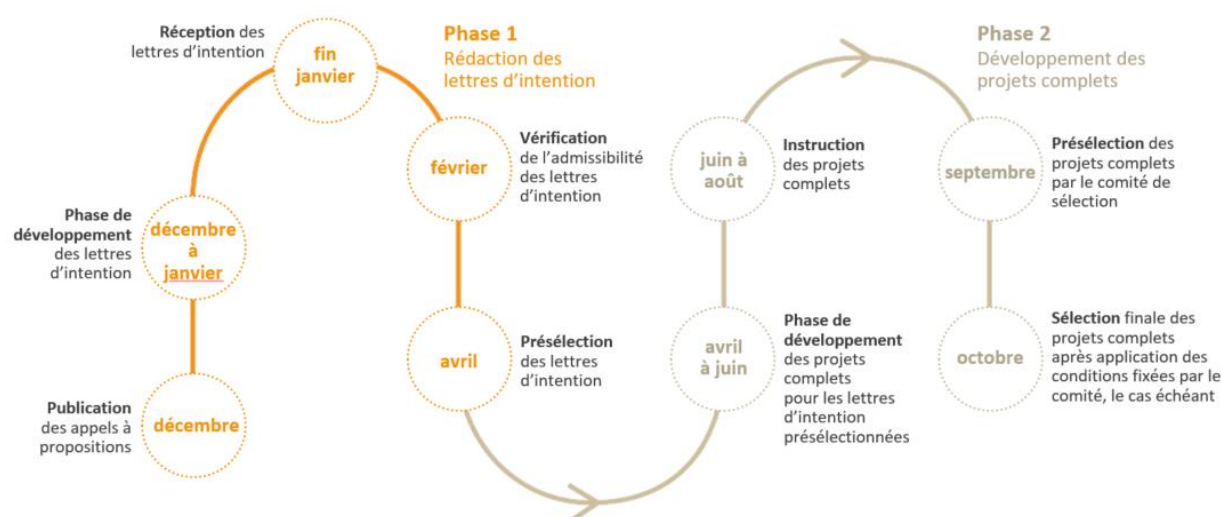 Publication
des appels à
propositions
décembre
Phase de
développement
des lettres
d'intention
décembre
à
janvier
Réception des
lettres d'intention
fin
janvier
Phase 1
Rédaction des
lettres d'intention
février
Vérification
de l'admissibilité
des lettres
d'intention
avril
Présélection
des lettres
d'intention
avril
à juin
Phase de
développement
des projets
complets
pour les lettres
d'intention
présélectionnées
juin à
août
Instruction
des projets
complets
Phase 2
Développement des
projets complets
septembre
Présélection des
projets complets
par le comité de
sélection
octobre
Sélection finale des
projets complets
après application des
conditions fixées par le
comité, le cas échéant